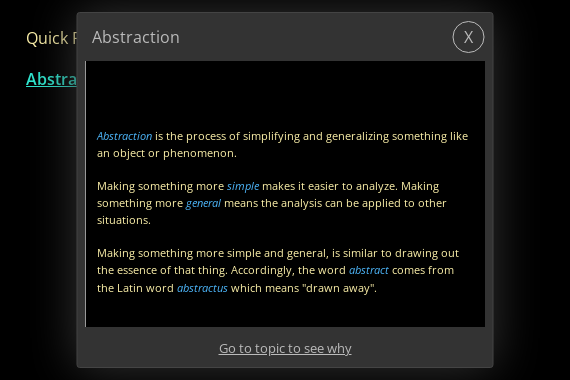 Quick
Abstraction
X
Abstra
Abstraction is the process of simplifying and generalizing something like
an object or phenomenon.
Making something more simple makes it easier to analyze. Making
something more general means the analysis can be applied to other
situations.
Making something more simple and general, is similar to drawing out
the essence of that thing. Accordingly, the word abstract comes from
the Latin word abstractus which means "drawn away".
Go to topic to see why